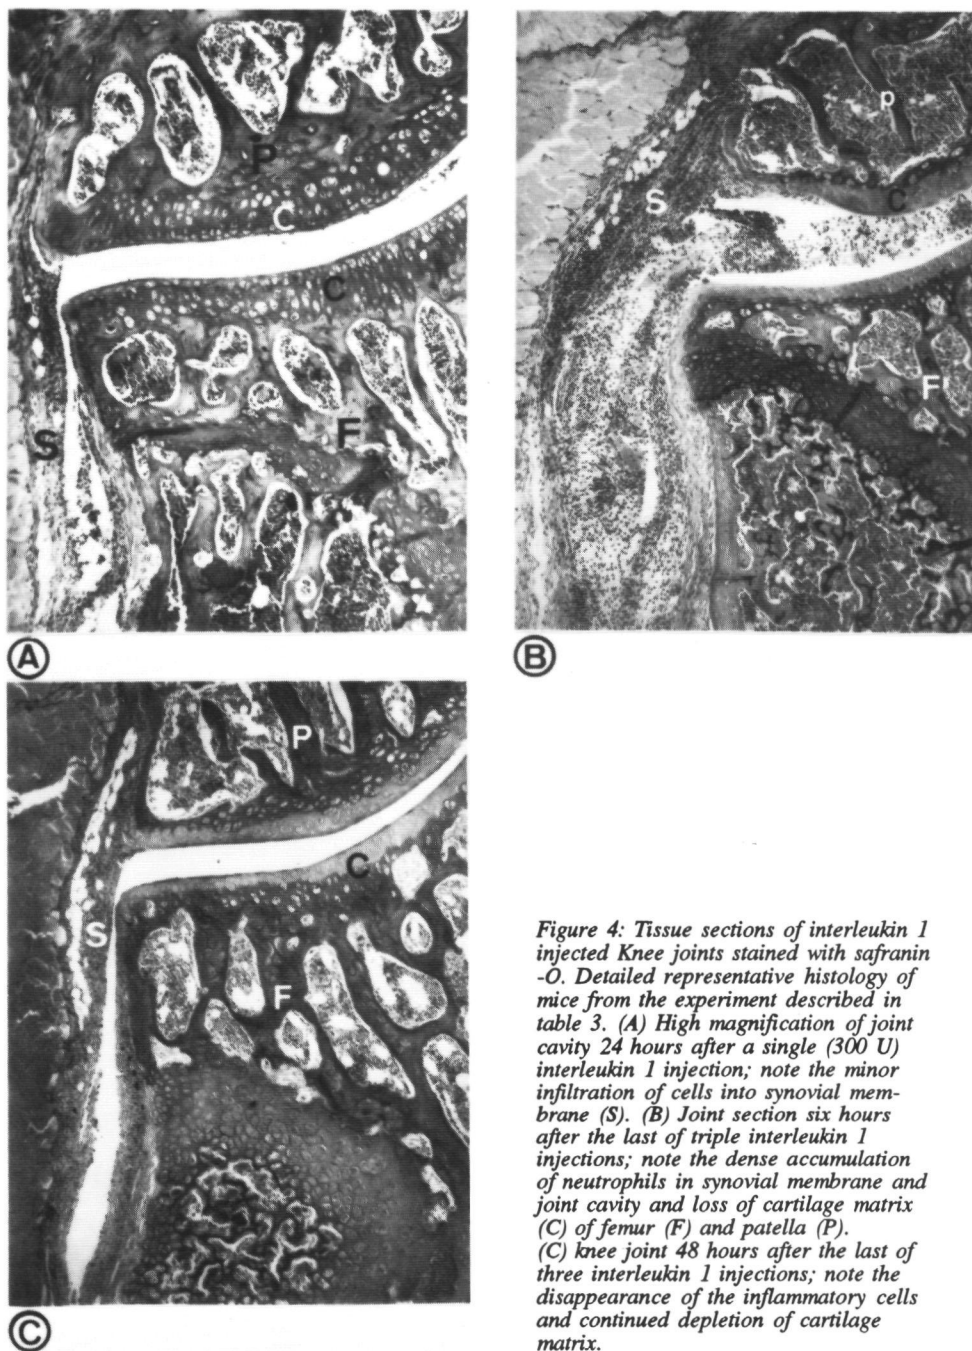 P
C
C
S
F
A
p
S
C
F
B
P
C
S
F
C
Figure 4: Tissue sections of interleukin 1
injected Knee joints stained with safranin
-O. Detailed representative histology of
mice from the experiment described in
table 3. (A) High magnification of joint
cavity 24 hours after a single (300 U)
interleukin 1 injection; note the minor
infiltration of cells into synovial mem-
brane (S). (B) Joint section six hours
after the last of triple interleukin 1
injections; note the dense accumulation
of neutrophils in synovial membrane and
joint cavity and loss of cartilage matrix
(C) of femur (F) and patella (P).
(C) knee joint 48 hours after the last of
three interleukin 1 injections; note the
disappearance of the inflammatory cells
and continued depletion of cartilage
matrix.